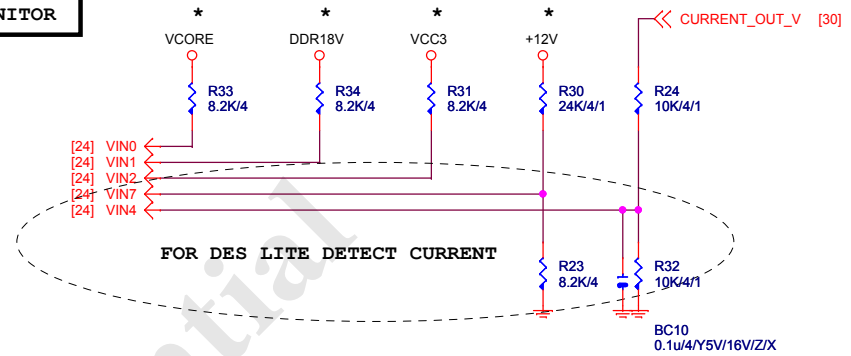 NITOR
* * * *
VCORE DDR18V VCC3 +12V
CURRENT_OUT_V [30]
R33
8.2K/4
R34
8.2K/4
R31
8.2K/4
R30
24K/4/1
R24
10K/4/1
[24] VIN0
[24] VIN1
[24] VIN2
[24] VIN7
[24] VIN4
FOR DES LITE DETECT CURRENT
R23
8.2K/4
R32
10K/4/1
BC10
0.1u/4/Y5V/16V/Z/X
ntial